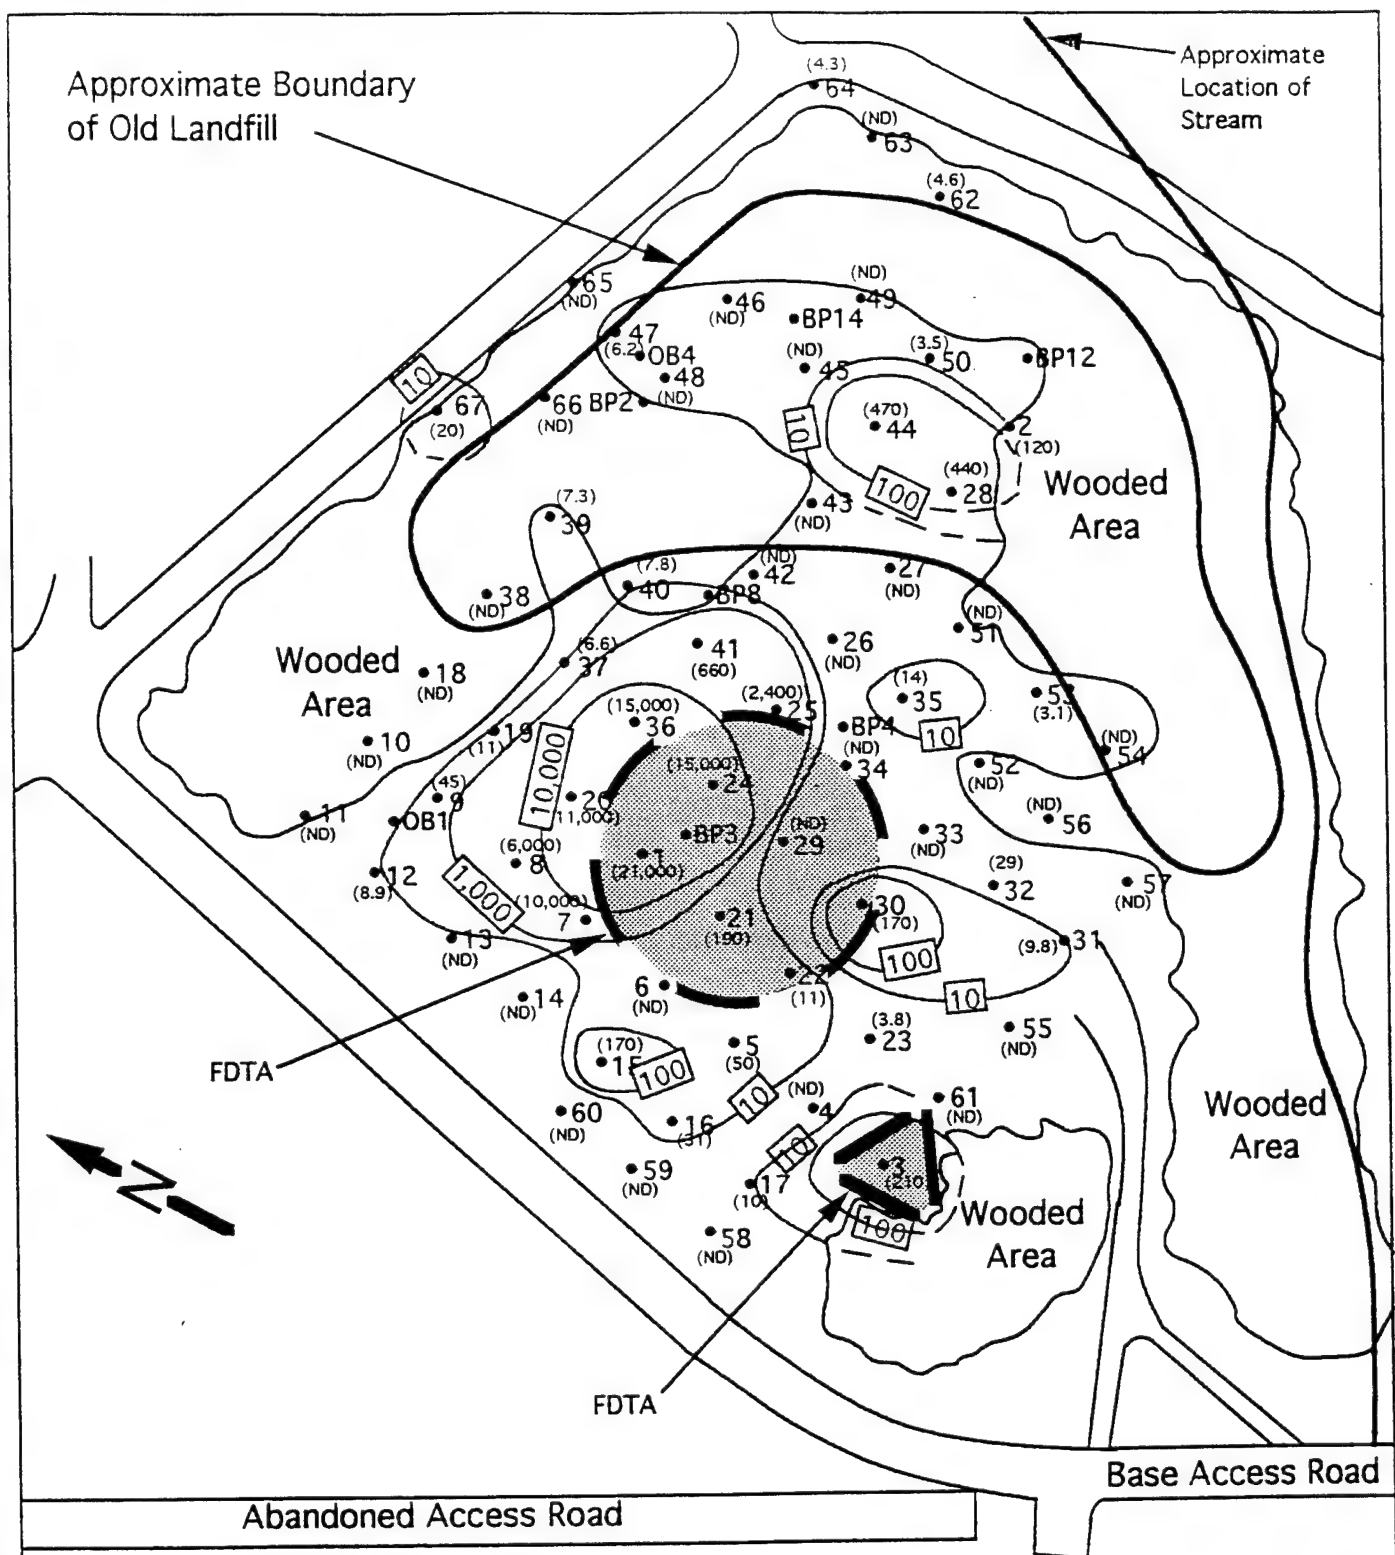 (4.3)
64
Approximate
Location of
Stream
Approximate Boundary
of Old Landfill
(ND)
63
(4.6)
62
65
(ND)
46
(ND)
(ND)
49
BP14
47
(6.2)
OB4
(3.5)
50
BP12
(ND)
45
48
(ND)
10
67
(20)
66
(ND)
BP2
10
(470)
44
2
(120)
(440)
28
100
Wooded
Area
43
(ND)
(7.3)
39
(ND)
42
27
(ND)
(7.8)
40
BP8
38
(ND)
(ND)
51
26
(ND)
41
(660)
(6.6)
37
Wooded
Area
18
(ND)
(14)
35
10
53
(3.1)
(2,400)
25
(15,000)
36
BP4
(ND)
34
19
(11)
10
(ND)
(ND)
54
52
(ND)
(15,000)
24
10,000
20
(11,000)
(45)
9
11
(ND)
OB1
BP3
(ND)
29
33
(ND)
(ND)
56
1
(21,000)
(6,000)
8
12
(8.9)
1,000
(29)
32
57
(ND)
(10,000)
7
21
(190)
30
(170)
100
31
(9.8)
13
(ND)
22
(11)
10
6
(ND)
14
(ND)
(3.8)
23
55
(ND)
5
(50)
(170)
15
100
FDTA
10
(ND)
4
61
(ND)
60
(ND)
16
(31)
10
Wooded
Area
N
59
(ND)
17
(10)
3
(210)
100
58
(ND)
Wooded
Area
FDTA
Base Access Road
Abandoned Access Road